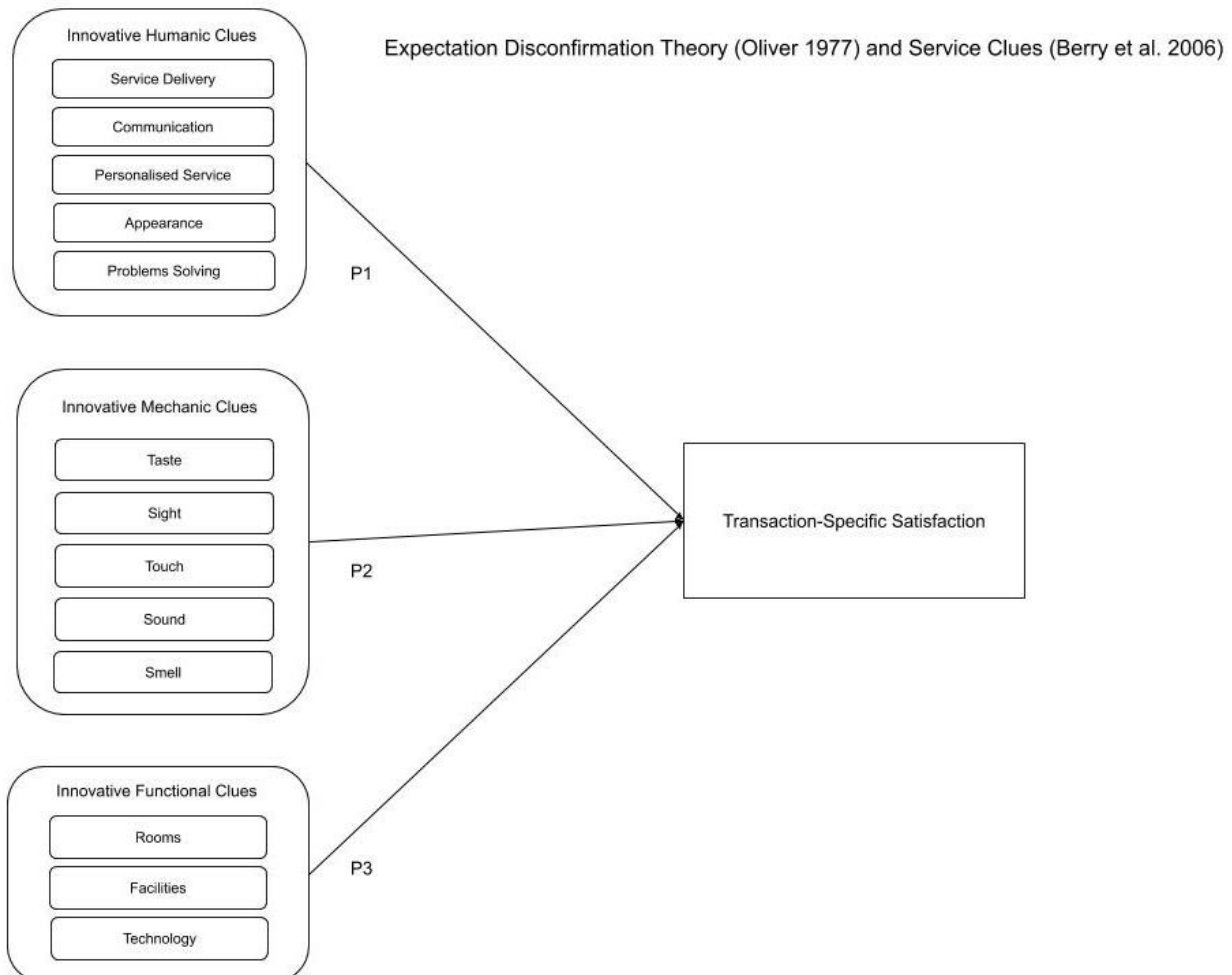 Expectation Disconfirmation Theory (Oliver 1977) and Service Clues (Berry et al. 2006)
Innovative Humanic Clues
Service Delivery
Communication
Personalised Service
Appearance
Problems Solving
P1
Innovative Mechanic Clues
Taste
Sight
Touch
Sound
Smell
P2
Transaction-Specific Satisfaction
Innovative Functional Clues
Rooms
Facilities
Technology
P3